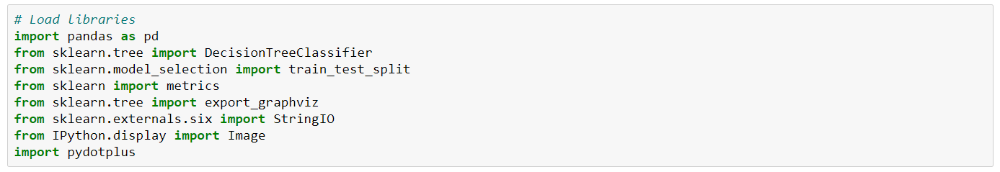 # Load libraries
import pandas as pd
from sklearn.tree import DecisionTreeClassifier
from sklearn.model_selection import train_test_split
from sklearn import metrics
from sklearn.tree import export_graphviz
from sklearn.externals.six import StringIO
from IPython.display import Image
import pydotplus